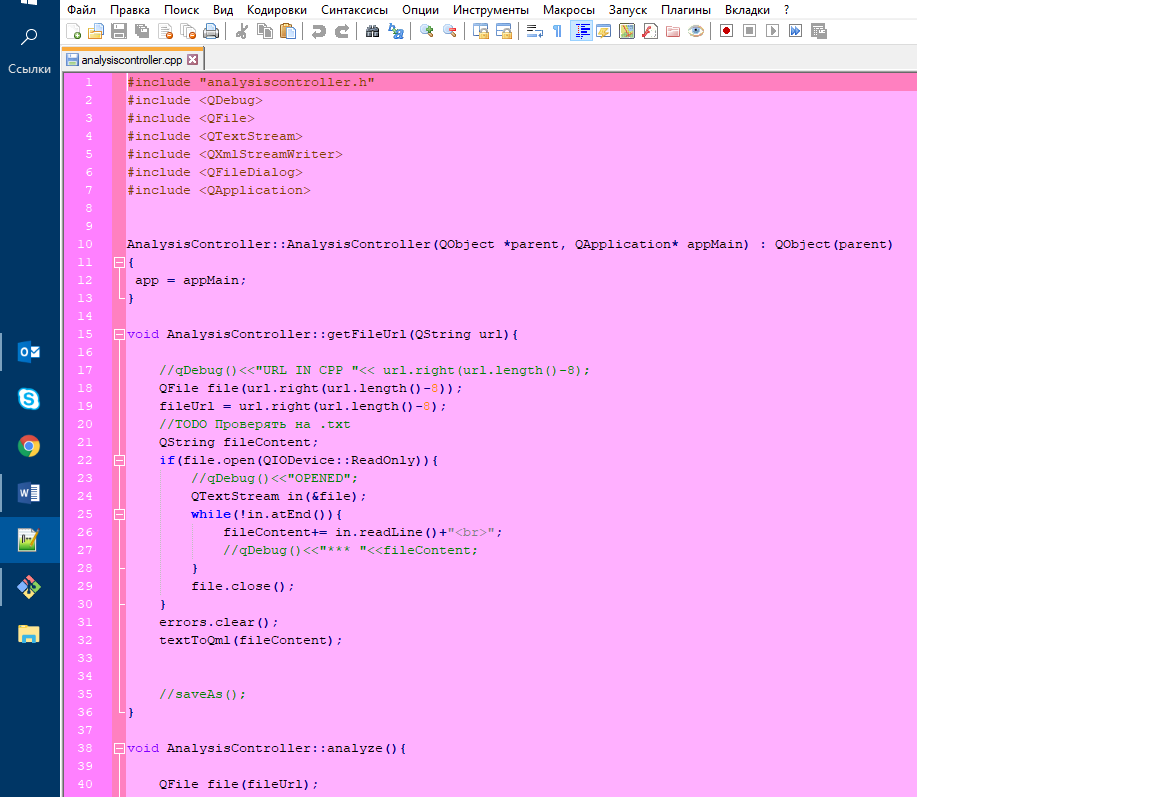 Файл Правка Поиск Вид Кодировки Синтаксисы Опции Инструменты Макросы Запуск Плагины Вкладки ?
Ссылки
analysiscontroller.cpp
1 #include "analysiscontroller.h"
2 #include <QDebug>
3 #include <QFile>
4 #include <QTextStream>
5 #include <QXmlStreamWriter>
6 #include <QFileDialog>
7 #include <QApplication>
8
9
10 AnalysisController::AnalysisController(QObject *parent, QApplication* appMain) : QObject(parent)
11 {
12  app = appMain;
13 }
14
15 void AnalysisController::getFileUrl(QString url){
16
17     //qDebug()<<"URL IN CPP "<< url.right(url.length()-8);
18     QFile file(url.right(url.length()-8));
19     fileUrl = url.right(url.length()-8);
20     //TODO Проверять на .txt
21     QString fileContent;
22     if(file.open(QIODevice::ReadOnly)){
23         //qDebug()<<"OPENED";
24         QTextStream in(&file);
25         while(!in.atEnd()){
26             fileContent+= in.readLine()+"<br>";
27             //qDebug()<<"*** "<<fileContent;
28         }
29         file.close();
30     }
31     errors.clear();
32     textToQml(fileContent);
33
34
35     //saveAs();
36 }
37
38 void AnalysisController::analyze(){
39
40     QFile file(fileUrl);